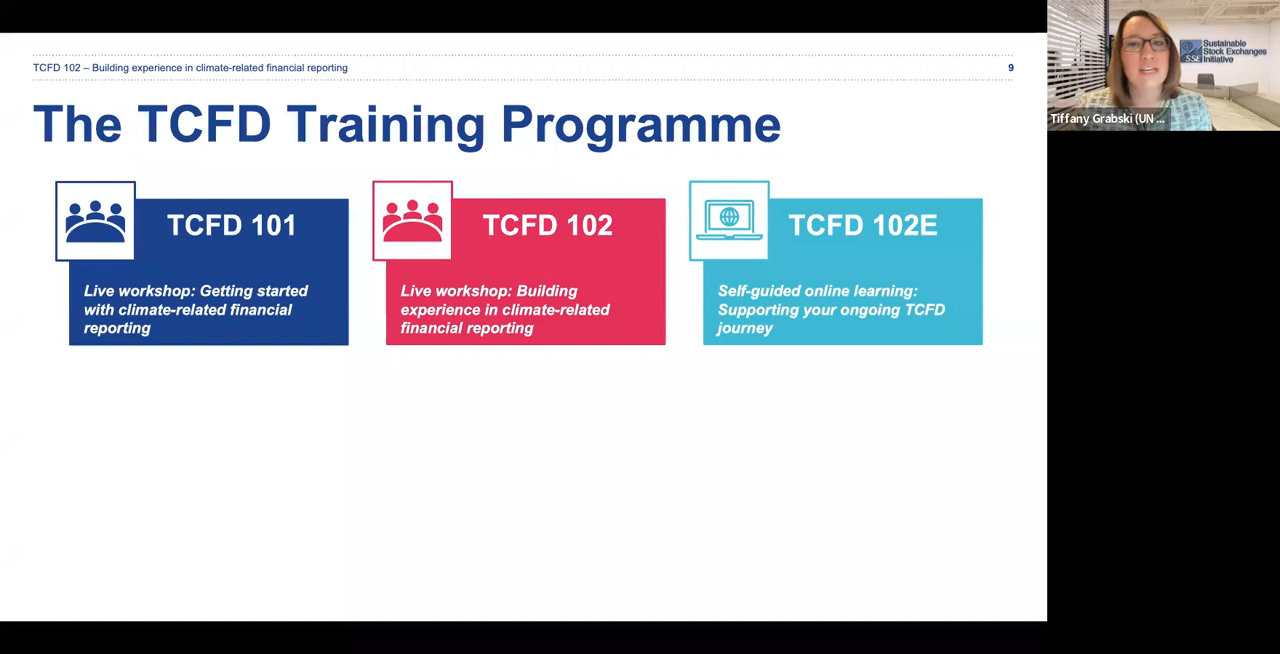 TCFD 102 – Building experience in climate-related financial reporting
9
The TCFD Training Programme
TCFD 101
Live workshop: Getting started
with climate-related financial
reporting
TCFD 102
Live workshop: Building
experience in climate-related
financial reporting
TCFD 102E
Self-guided online learning:
Supporting your ongoing TCFD
journey
SSE
Sustainable
Stock Exchanges
Initiative
Tiffany Grabski (UN ...